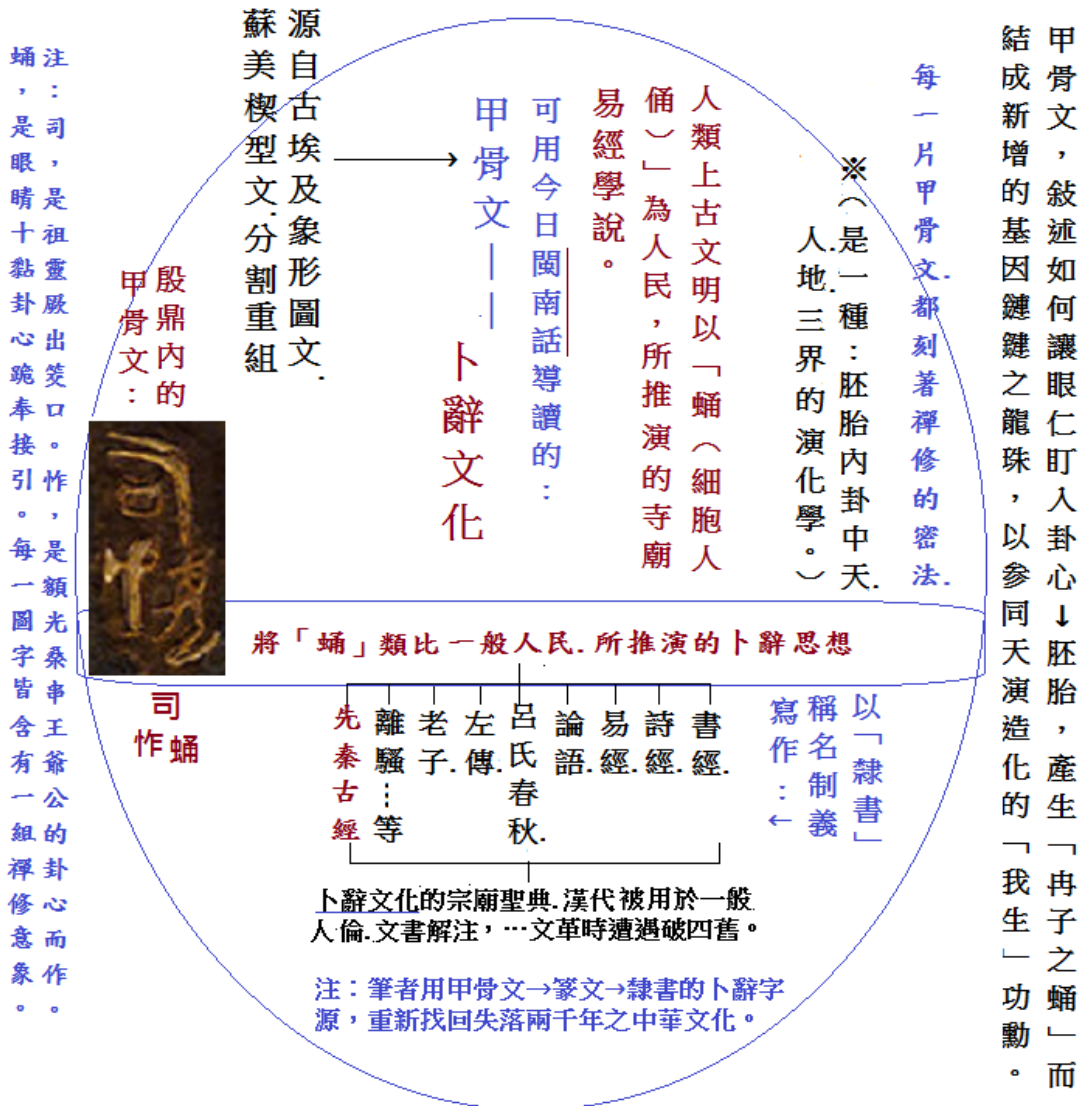 甲骨文，敍述如何讓眼仁盯入卦心↓胚胎，產生「冉子之蛹」而
結成新增的基因鏈鍵之龍珠，以參同天演造化的「我生」功勳。
每一片甲骨文.都刻著禪修的密法.
※（是一種：胚胎內卦中天.
人.地.三界的演化學。）
人類上古文明以「蛹（細胞人
俑）」為人民，所推演的寺廟
易經學說。
可用今日閩南話導讀的：
甲骨文——
卜辭文化
源自古埃及象形圖文.
蘇美楔型文.分割重組
殷鼎內的
甲骨文：
司
蛹
怍
注：司，是祖靈厥出筊口。怍，是額光桑串王爺公的卦心而作。
蛹，是眼睛十黏卦心跪奉接引。每一圖字皆含有一組禪修意象。
將「蛹」類比一般人民.所推演的卜辭思想
以「隸書」
稱名制義
寫作：←
書經.
詩經.
易經.
論語.
呂氏春秋.
左傳.
老子.
離騷⋯等
先秦古經
卜辭文化的宗廟聖典.漢代被用於一般
人倫.文書解注，⋯文革時遭遇破四舊。
注：筆者用甲骨文→篆文→隸書的卜辭字
源，重新找回失落兩千年之中華文化。